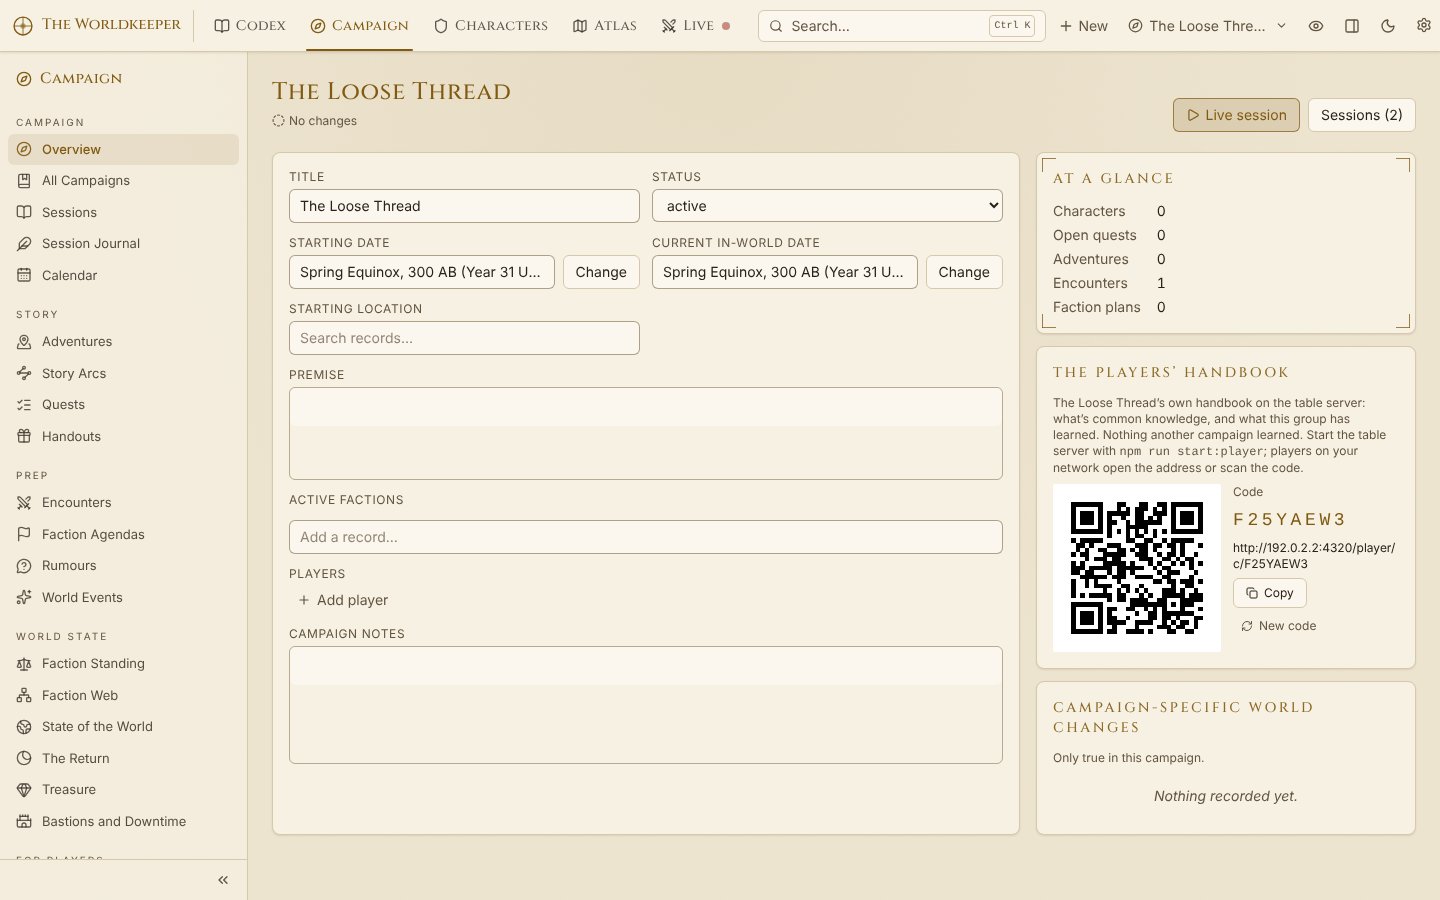 The Worldkeeper
Codex
Campaign
Characters
Atlas
Live
Search...
Ctrl K
New
The Loose Thre...
Campaign
CAMPAIGN
Overview
All Campaigns
Sessions
Session Journal
Calendar
STORY
Adventures
Story Arcs
Quests
Handouts
PREP
Encounters
Faction Agendas
Rumours
World Events
WORLD STATE
Faction Standing
Faction Web
State of the World
The Return
Treasure
Bastions and Downtime
FOR PLAYERS
The Loose Thread
No changes
Live session
Sessions (2)
TITLE
The Loose Thread
STATUS
active
STARTING DATE
Spring Equinox, 300 AB (Year 31 U...
Change
CURRENT IN-WORLD DATE
Spring Equinox, 300 AB (Year 31 U...
Change
STARTING LOCATION
Search records...
PREMISE
ACTIVE FACTIONS
Add a record...
PLAYERS
Add player
CAMPAIGN NOTES
AT A GLANCE
Characters 0
Open quests 0
Adventures 0
Encounters 1
Faction plans 0
THE PLAYERS’ HANDBOOK
The Loose Thread’s own handbook on the table server:
what’s common knowledge, and what this group has
learned. Nothing another campaign learned. Start the table
server with npm run start:player; players on your
network open the address or scan the code.
Code
F25YAEW3
http://192.0.2.2:4320/player/
c/F25YAEW3
Copy
New code
CAMPAIGN-SPECIFIC WORLD
CHANGES
Only true in this campaign.
Nothing recorded yet.